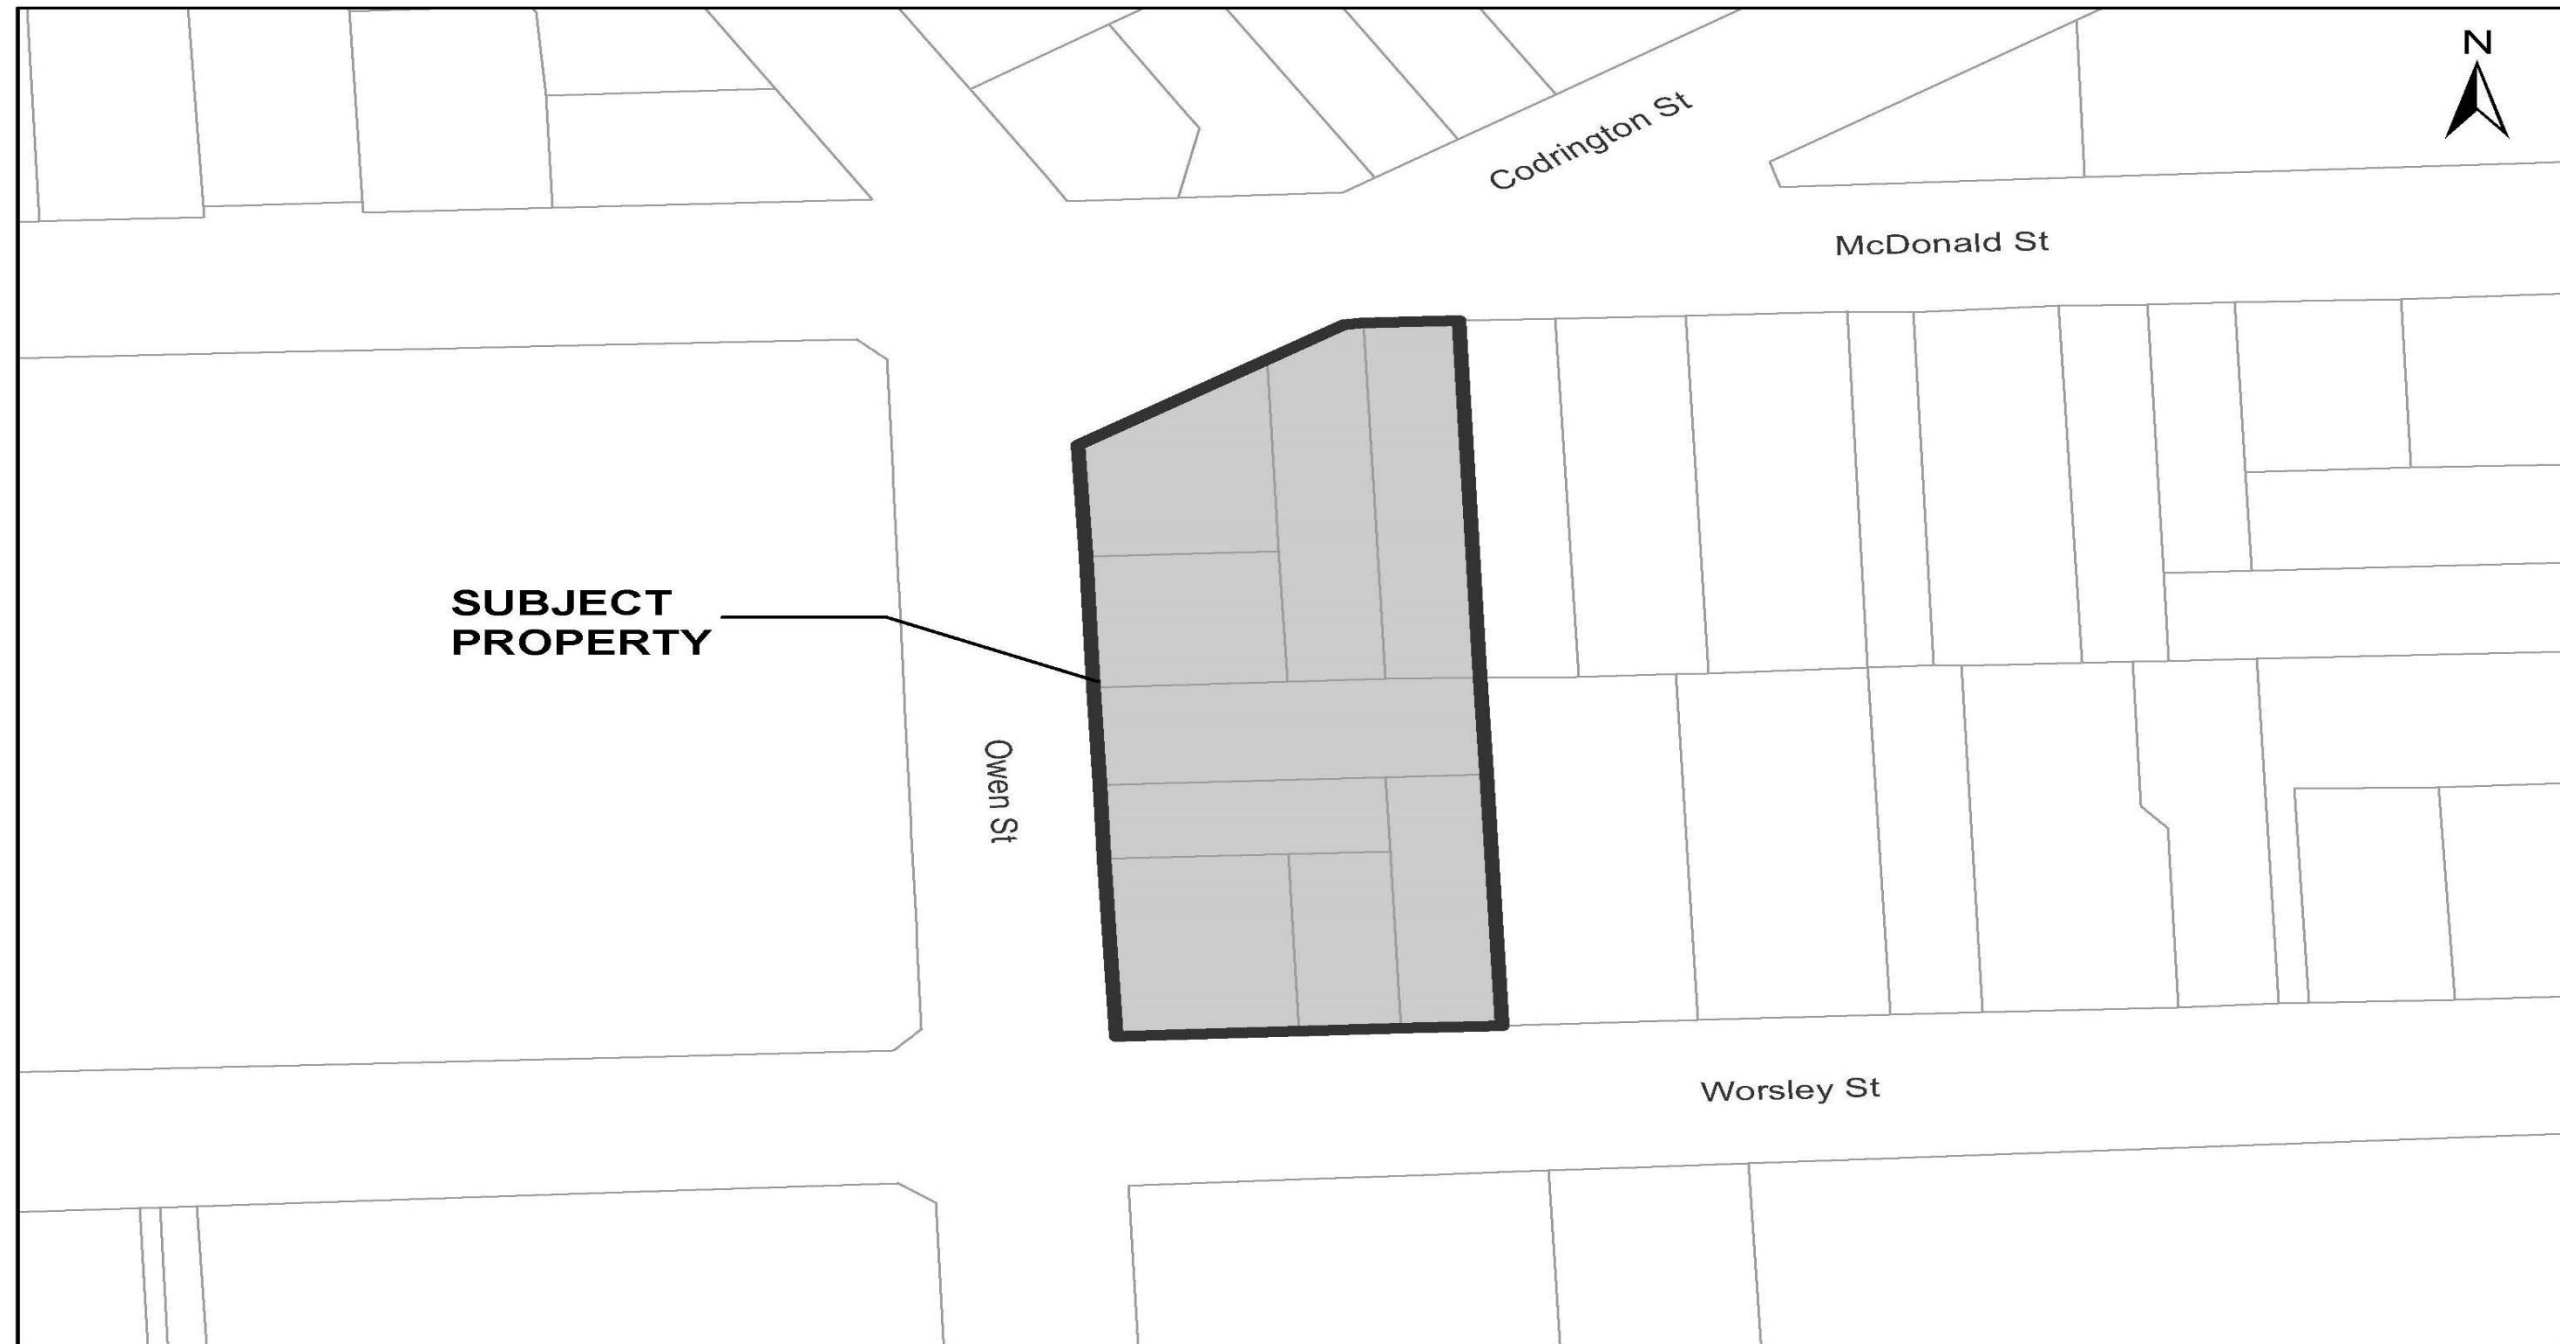 N
Codrington St
McDonald St
SUBJECT
PROPERTY
Owen St
Worsley St